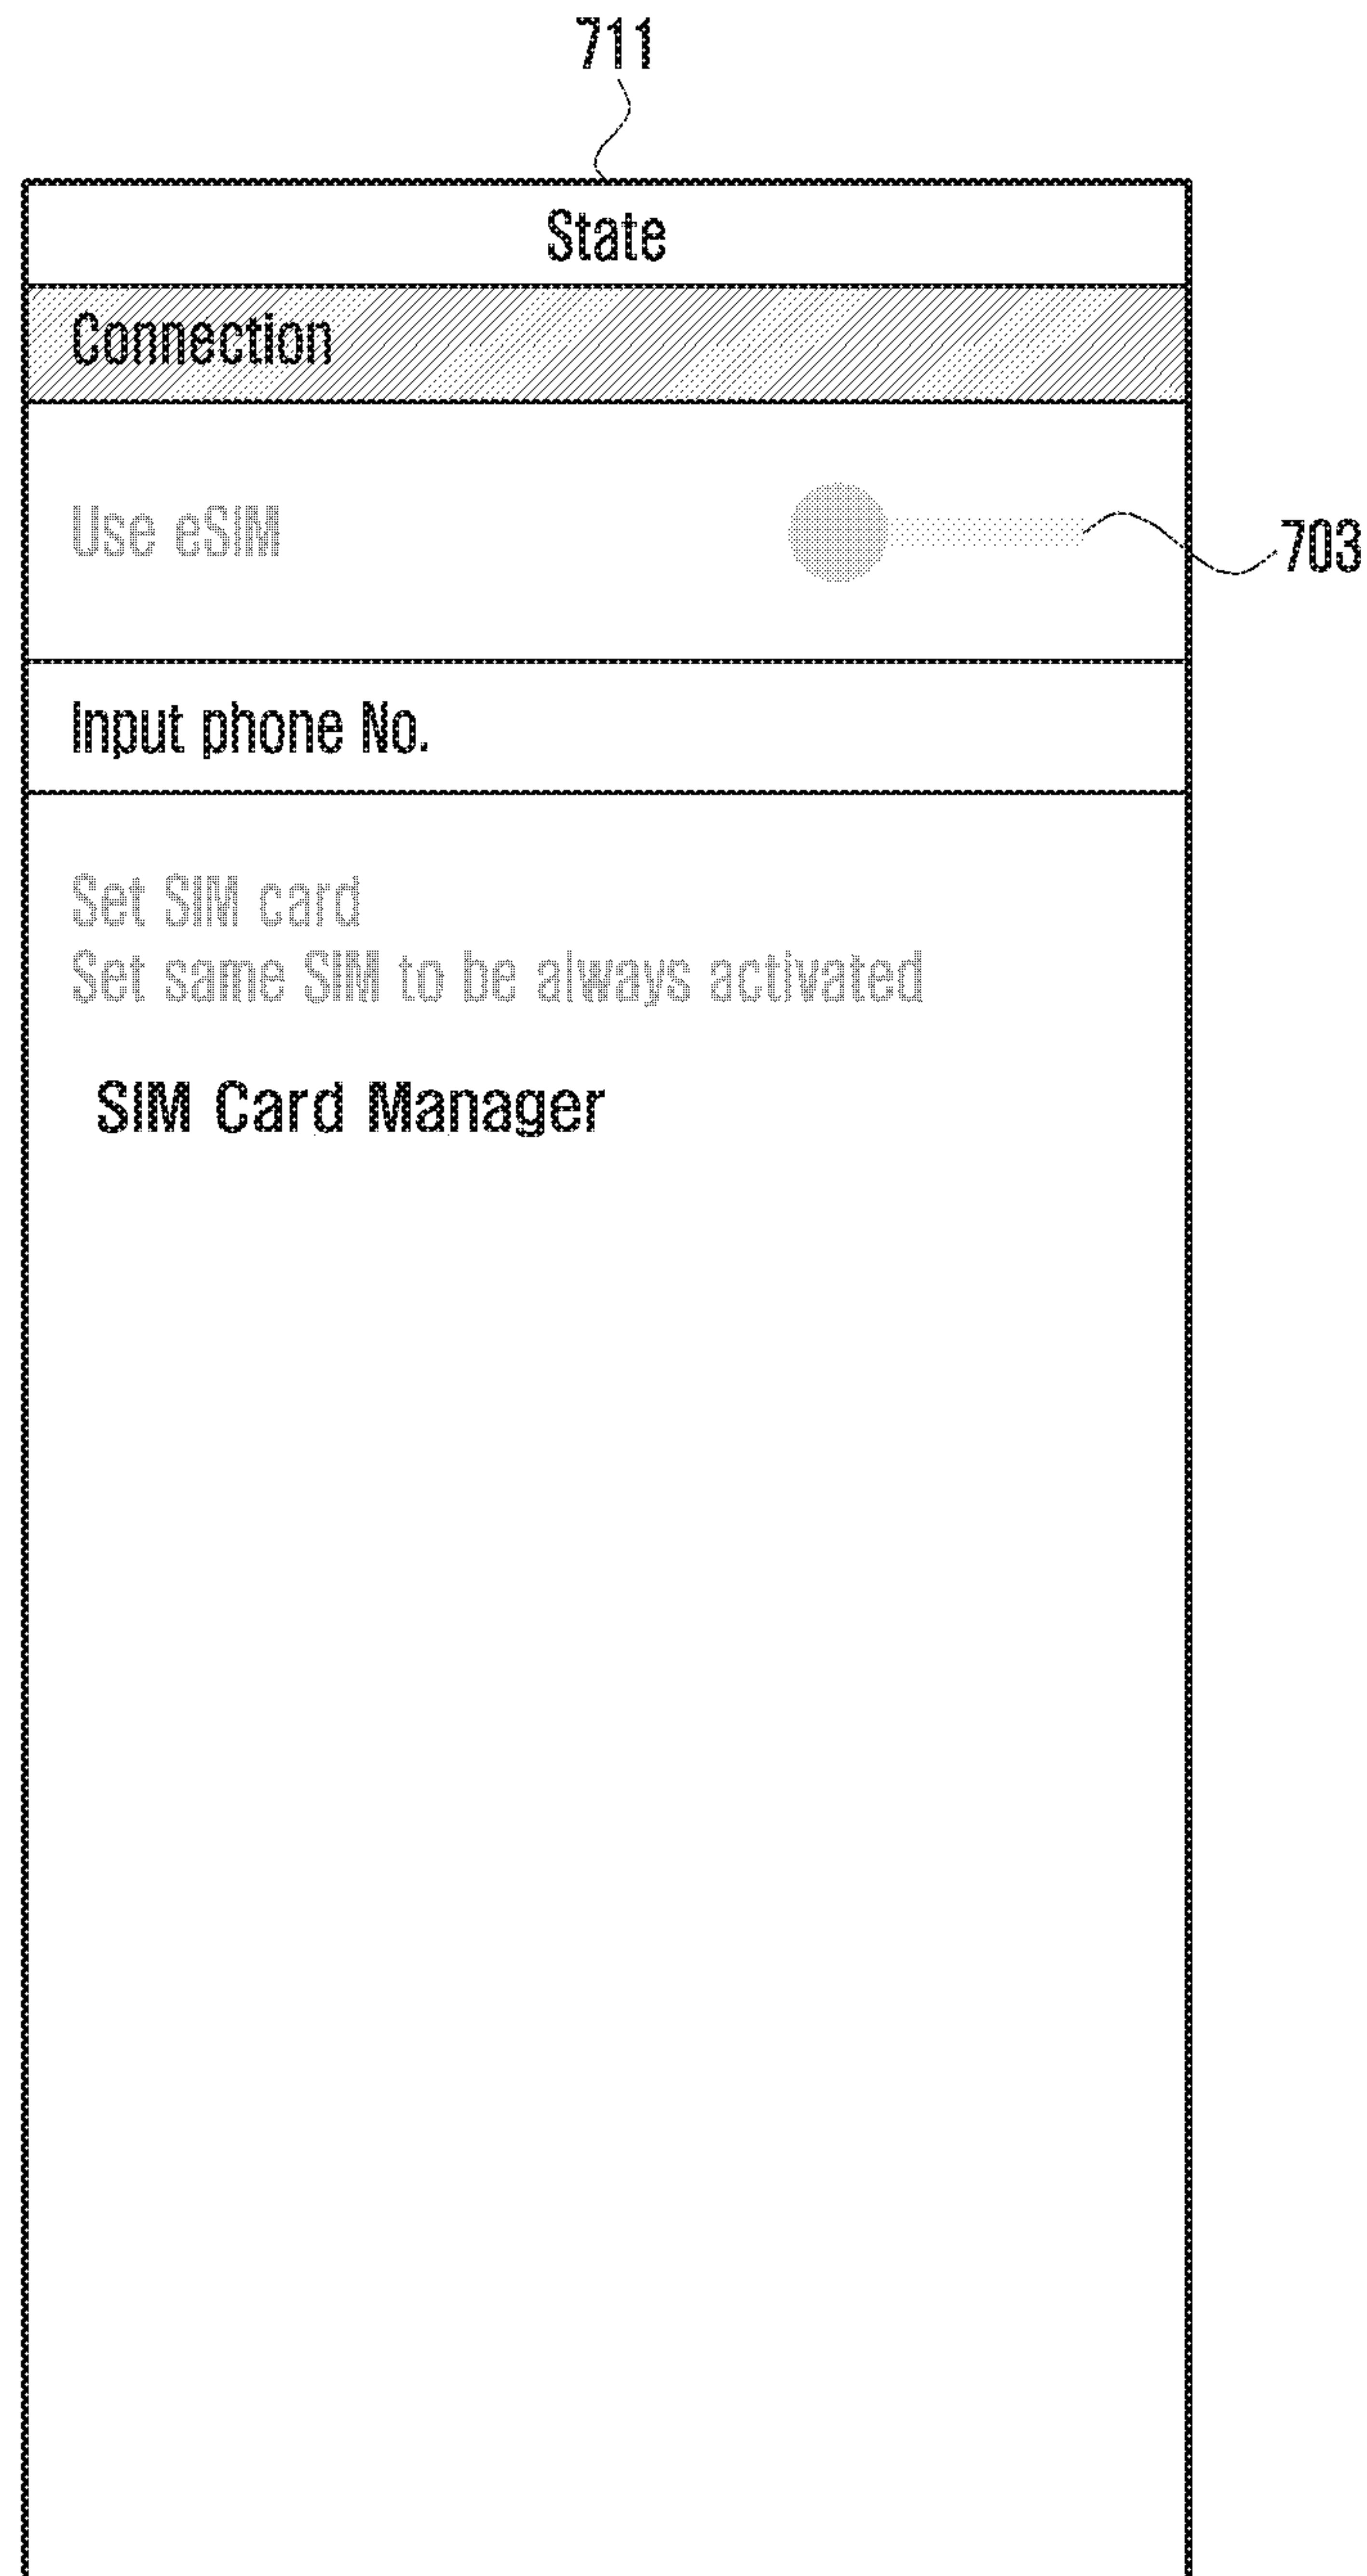 711
State
Connection
Use eSIM
703
Input phone No.
Set SIM card
Set same SIM to be always activated
SIM Card Manager